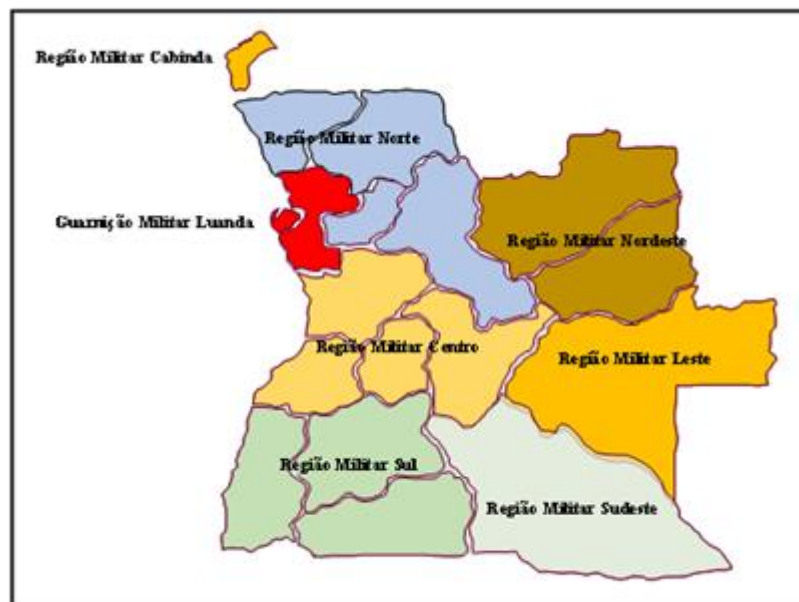 Região Militar Cabinda
Região Militar Norte
Guarnição Militar Luanda
Região Militar Nordeste
Região Militar Centro
Região Militar Leste
Região Militar Sul
Região Militar Sudeste